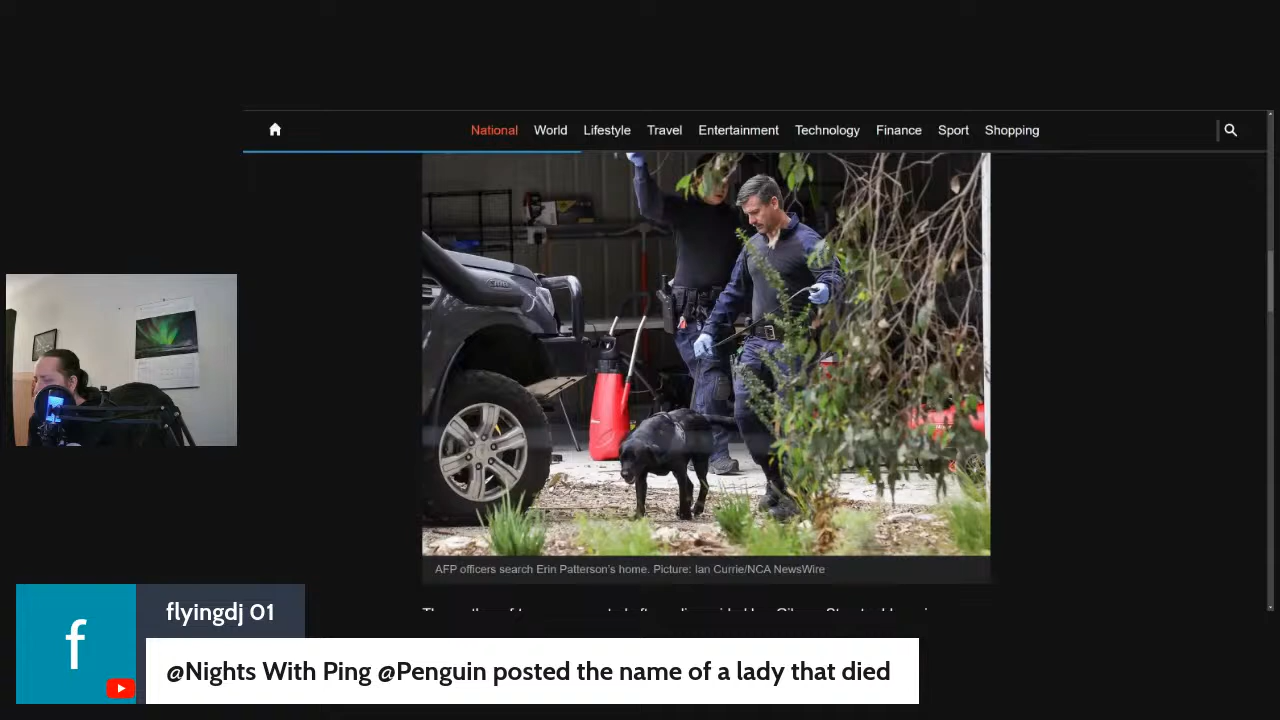 National World Lifestyle Travel Entertainment Technology Finance Sport Shopping
AFP officers search Erin Patterson's home. Picture: Ian Currie/NCA NewsWire
f
flyingdj 01
@Nights With Ping @Penguin posted the name of a lady that died